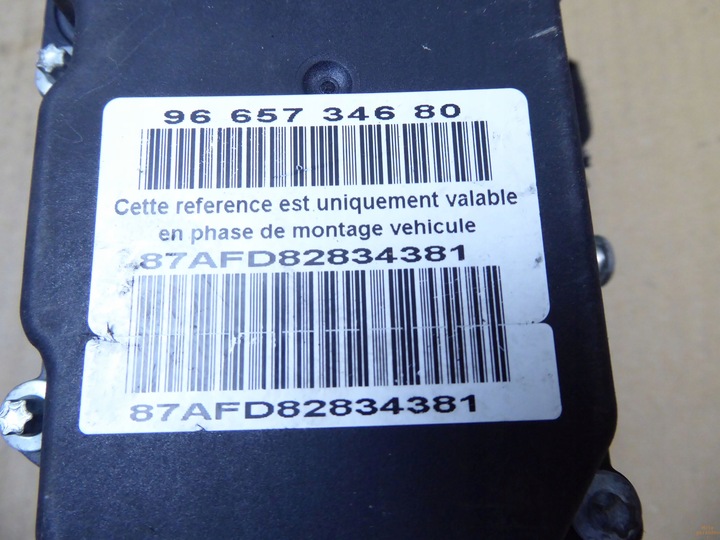 96 657 346 80
Cette reference est uniquement valable
en phase de montage vehicule
87AFD82834381
87AFD82834381